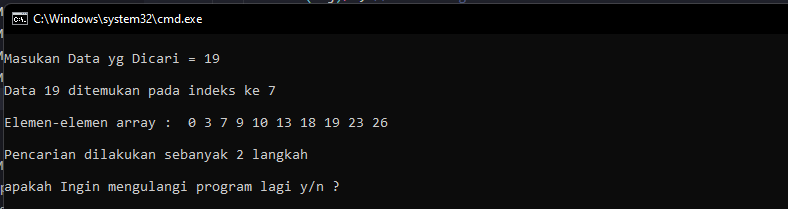 C:\Windows\system32\cmd.exe
Masukan Data yg Dicari = 19
Data 19 ditemukan pada indeks ke 7
Elemen-elemen array :  0 3 7 9 10 13 18 19 23 26
Pencarian dilakukan sebanyak 2 langkah
apakah Ingin mengulangi program lagi y/n ?